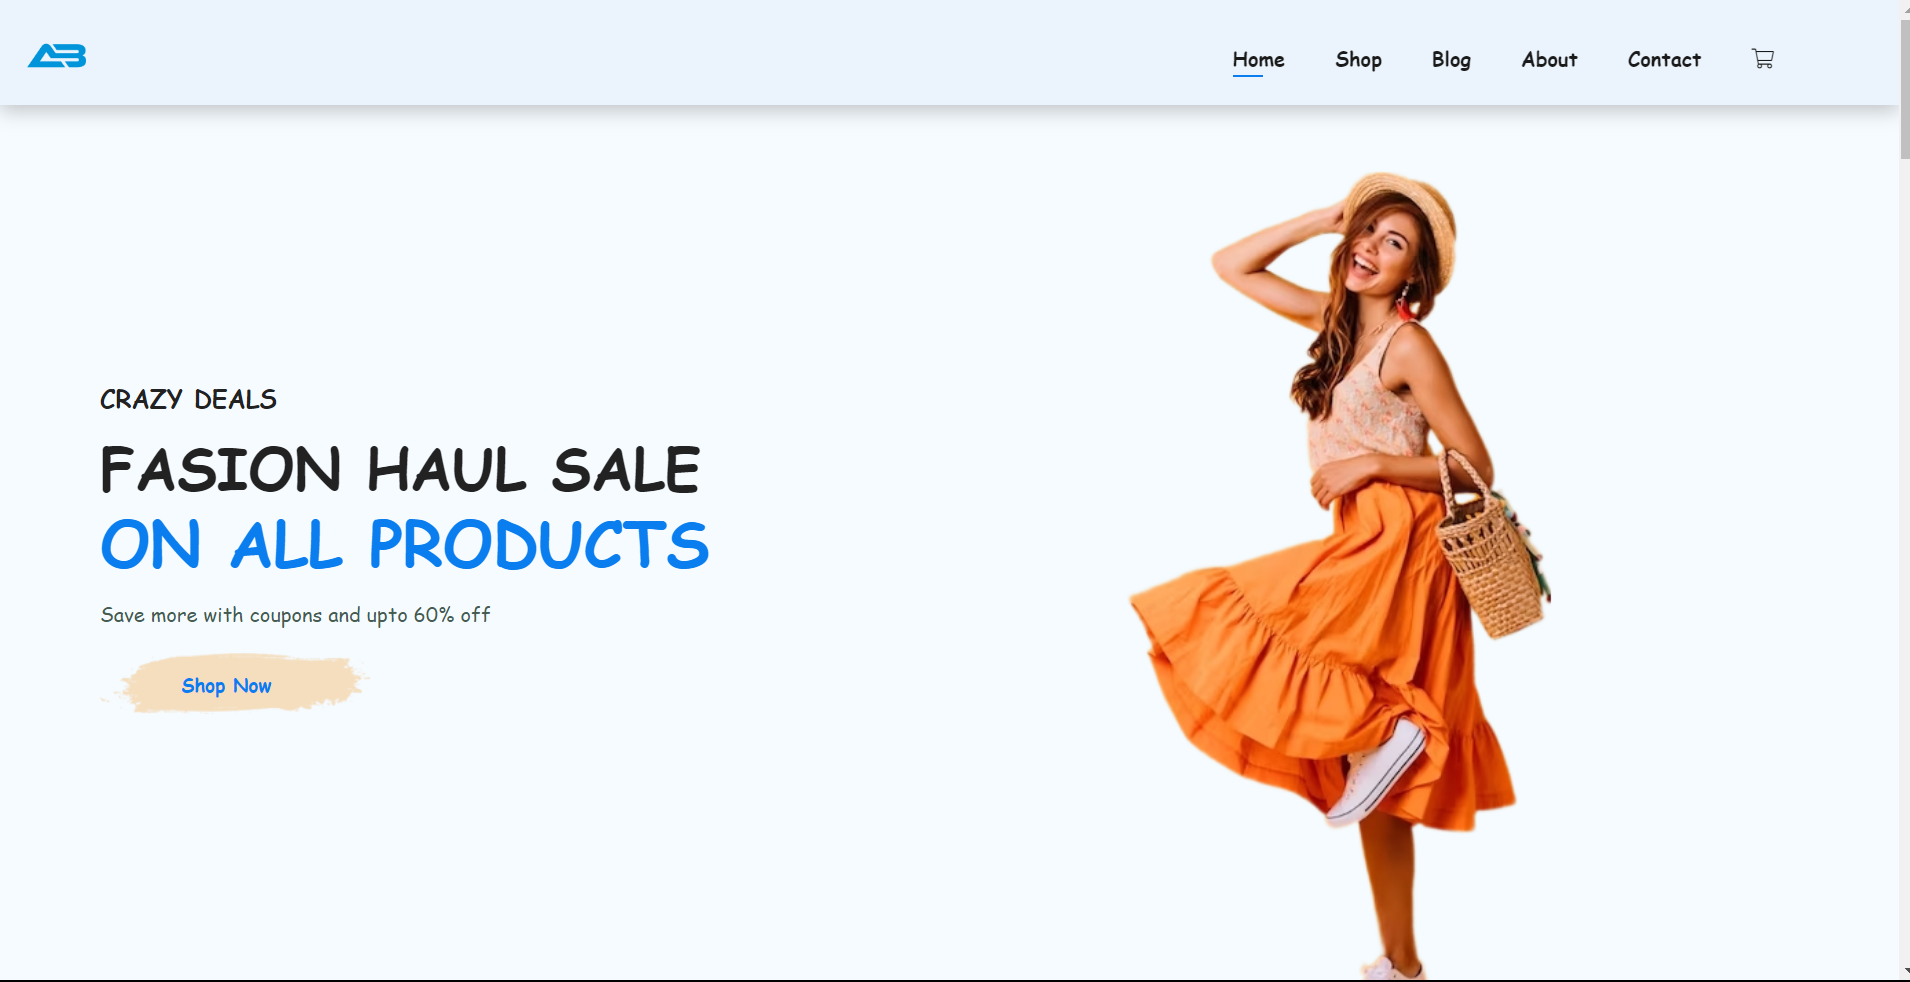 AB
Home Shop Blog About Contact
CRAZY DEALS
FASION HAUL SALE
ON ALL PRODUCTS
Save more with coupons and upto 60% off
Shop Now